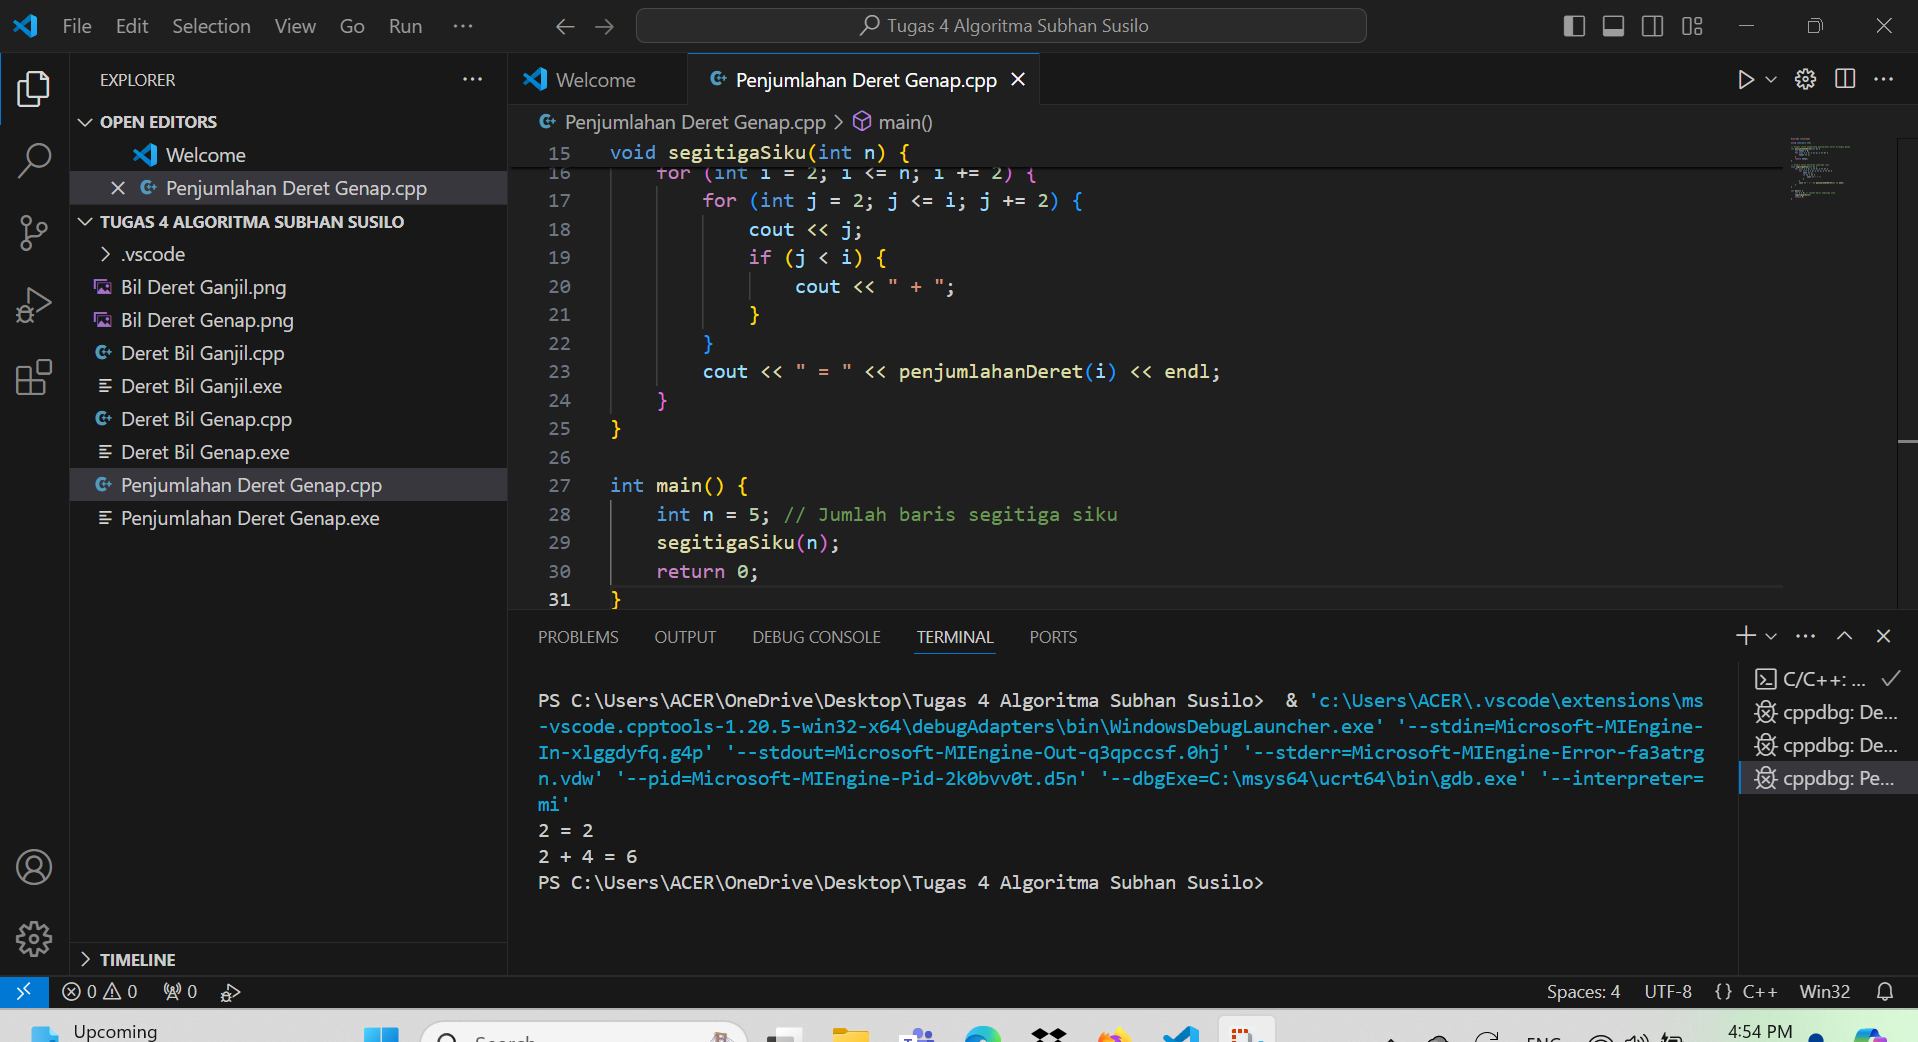 File Edit Selection View Go Run ...
Tugas 4 Algoritma Subhan Susilo
EXPLORER
OPEN EDITORS
Welcome
Penjumlahan Deret Genap.cpp
TUGAS 4 ALGORITMA SUBHAN SUSILO
.vscode
Bil Deret Ganjil.png
Bil Deret Genap.png
Deret Bil Ganjil.cpp
Deret Bil Ganjil.exe
Deret Bil Genap.cpp
Deret Bil Genap.exe
Penjumlahan Deret Genap.cpp
Penjumlahan Deret Genap.exe
TIMELINE
Welcome
Penjumlahan Deret Genap.cpp
Penjumlahan Deret Genap.cpp > main()
15 void segitigaSiku(int n) {
16 for (int i = 2; i <= n; i += 2) {
17 for (int j = 2; j <= i; j += 2) {
18 cout << j;
19 if (j < i) {
20 cout << " + ";
21 }
22 }
23 cout << " = " << penjumlahanDeret(i) << endl;
24 }
25 }
26
27 int main() {
28 int n = 5; // Jumlah baris segitiga siku
29 segitigaSiku(n);
30 return 0;
31 }
PROBLEMS OUTPUT DEBUG CONSOLE TERMINAL PORTS
PS C:\Users\ACER\OneDrive\Desktop\Tugas 4 Algoritma Subhan Susilo> & 'c:\Users\ACER\.vscode\extensions\ms
-vscode.cpptools-1.20.5-win32-x64\debugAdapters\bin\WindowsDebugLauncher.exe' '--stdin=Microsoft-MIEngine-
In-xlggdyfq.g4p' '--stdout=Microsoft-MIEngine-Out-q3qpccsf.0hj' '--stderr=Microsoft-MIEngine-Error-fa3atrg
n.vdw' '--pid=Microsoft-MIEngine-Pid-2k0bvv0t.d5n' '--dbgExe=C:\msys64\ucrt64\bin\gdb.exe' '--interpreter=
mi'
2 = 2
2 + 4 = 6
PS C:\Users\ACER\OneDrive\Desktop\Tugas 4 Algoritma Subhan Susilo>
C/C++: ...
cppdbg: De...
cppdbg: De...
cppdbg: Pe...
0 0 0
Spaces: 4 UTF-8 {} C++ Win32
Upcoming
Search
ENG
4:54 PM